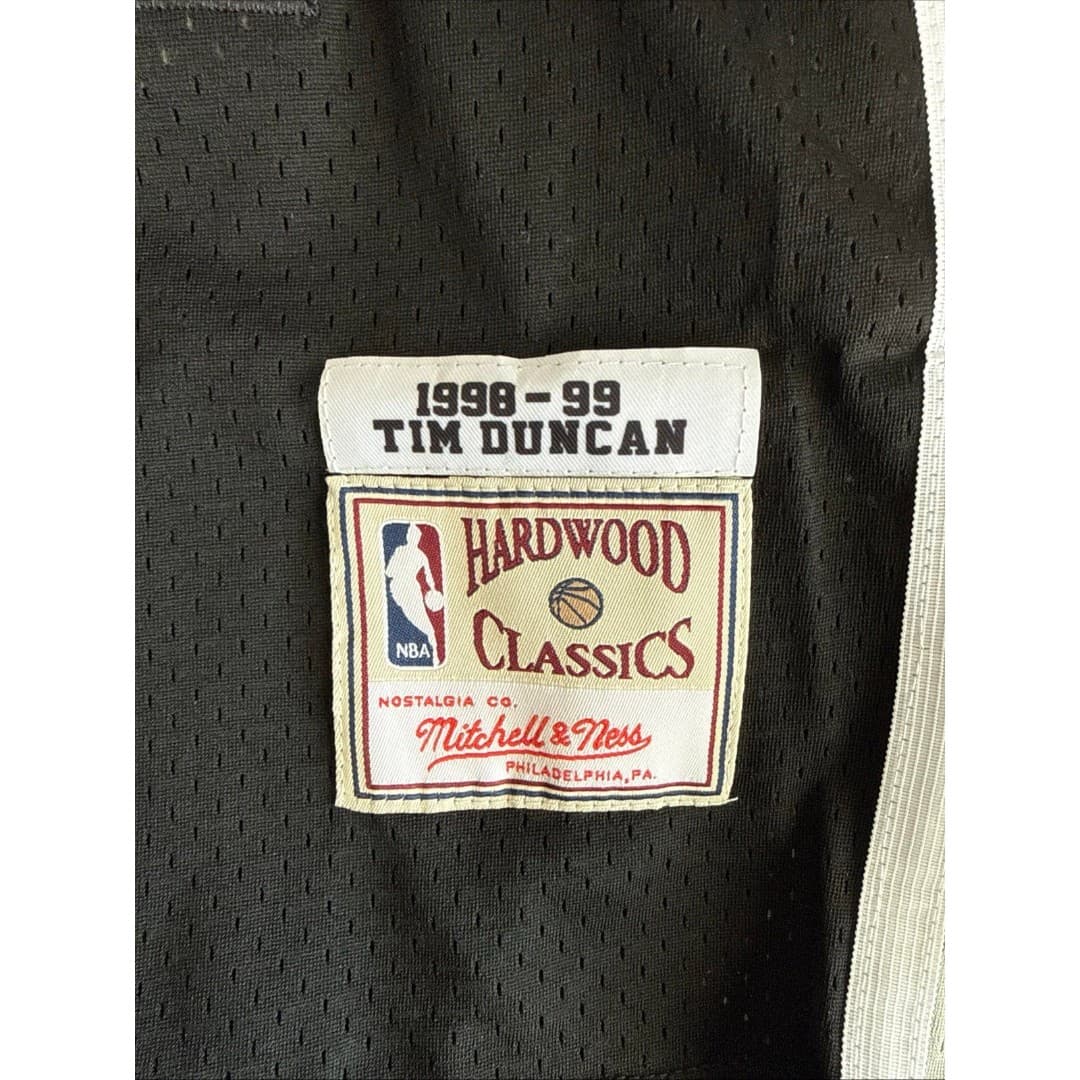 1998-99
TIM DUNCAN
HARDWOOD
CLASSICS
NBA
NOSTALGIA CO.
Mitchell & Ness
PHILADELPHIA, PA.